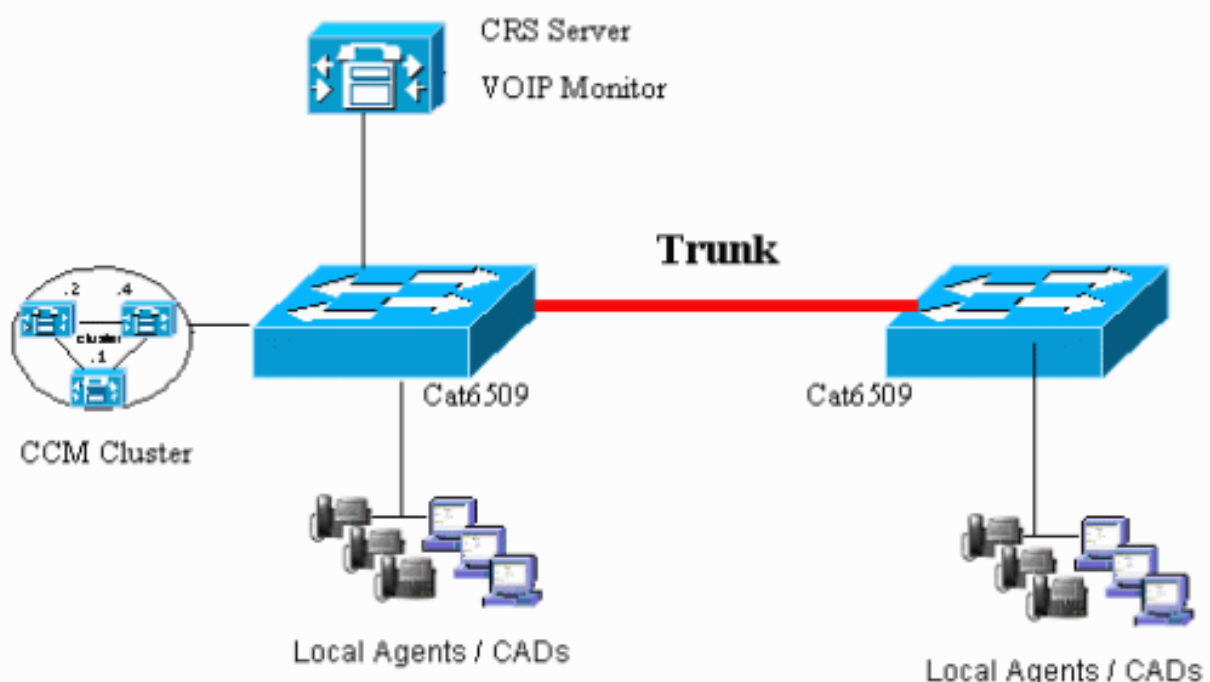 CRS Server
VOIP Monitor
Trunk
.2
.4
cluster
.1
Cat6509
Cat6509
CCM Cluster
Local Agents / CADs
Local Agents / CADs